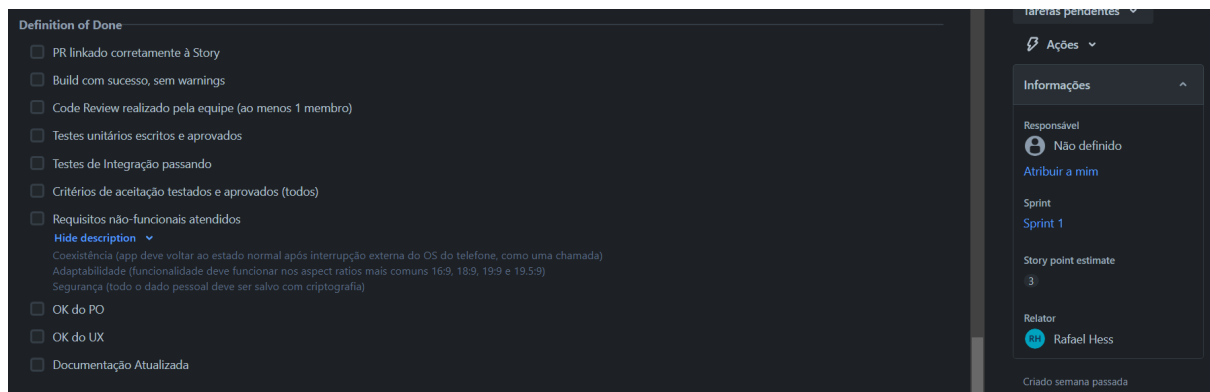 Definition of Done
PR linkado corretamente à Story
Build com sucesso, sem warnings
Code Review realizado pela equipe (ao menos 1 membro)
Testes unitários escritos e aprovados
Testes de Integração passando
Critérios de aceitação testados e aprovados (todos)
Requisitos não-funcionais atendidos
Hide description
Coexistência (app deve voltar ao estado normal após interrupção externa do OS do telefone, como uma chamada)
Adaptabilidade (funcionalidade deve funcionar nos aspect ratios mais comuns 16:9, 18:9, 19:9 e 19.5:9)
Segurança (todo o dado pessoal deve ser salvo com criptografia)
OK do PO
OK do UX
Documentação Atualizada
Tarefas pendentes
Ações
Informações
Responsável
Não definido
Atribuir a mim
Sprint
Sprint 1
Story point estimate
3
Relator
RH Rafael Hess
Criado semana passada